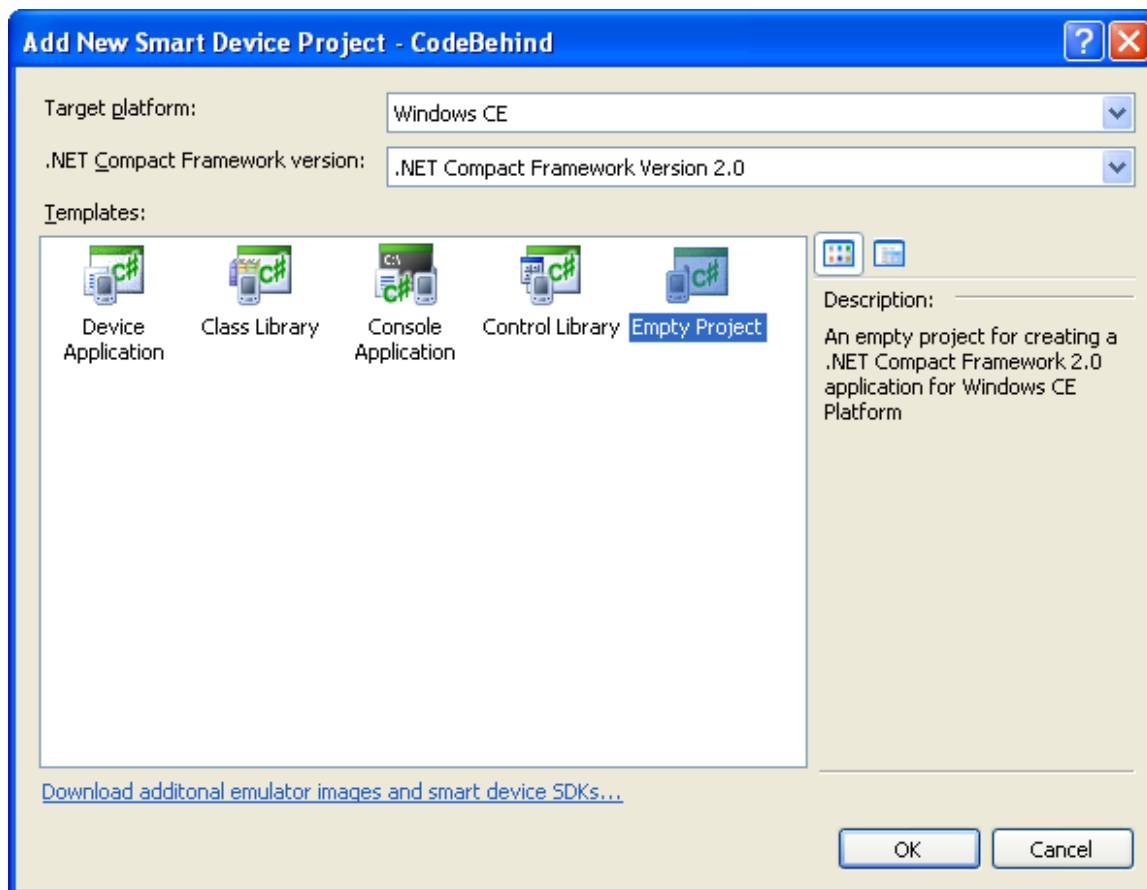 Add New Smart Device Project - CodeBehind
Target platform:
Windows CE
.NET Compact Framework version:
.NET Compact Framework Version 2.0
Templates:
Device
Application
Class Library
Console
Application
Control Library
Empty Project
Description:
An empty project for creating a
.NET Compact Framework 2.0
application for Windows CE
Platform
Download additonal emulator images and smart device SDKs...
OK
Cancel